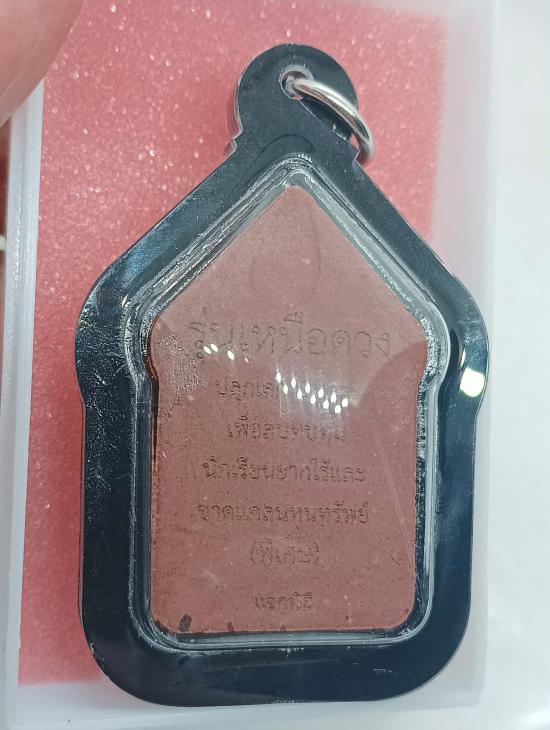 รุ่นเหนือดวง
ปลุกเสก
เพื่อสมทบทุน
นักเรียนยากไร้และ
ขาดแคลนทุนทรัพย์
(พิเศษ)
แจกฟรี